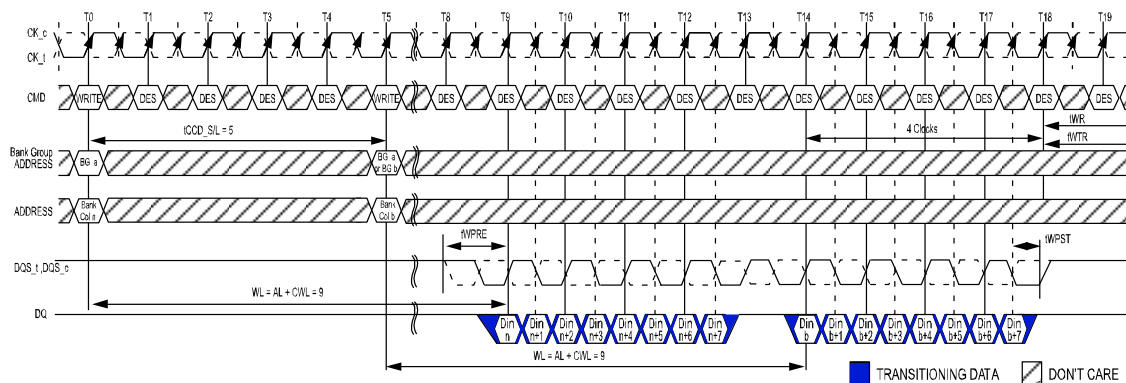 T0 T1 T2 T3 T4 T5 T8 T9 T10 T11 T12 T13 T14 T15 T16 T17 T18 T19
CK_c
CK_t
CMD WRITE DES DES DES DES WRITE DES DES DES DES DES DES DES DES DES DES DES DES
tCCD_S/L = 5
4 Clocks
tWR
tWTR
Bank Group
ADDRESS
BG a
BG a
or BG b
ADDRESS
Bank
Col n
Bank
Col b
tWPRE
tWPST
DQS_t ,DQS_c
WL = AL + CWL = 9
DQ
Din
n
Din
n+1
Din
n+2
Din
n+3
Din
n+4
Din
n+5
Din
n+6
Din
n+7
Din
b
Din
b+1
Din
b+2
Din
b+3
Din
b+4
Din
b+5
Din
b+6
Din
b+7
WL = AL + CWL = 9
TRANSITIONING DATA
DON'T CARE